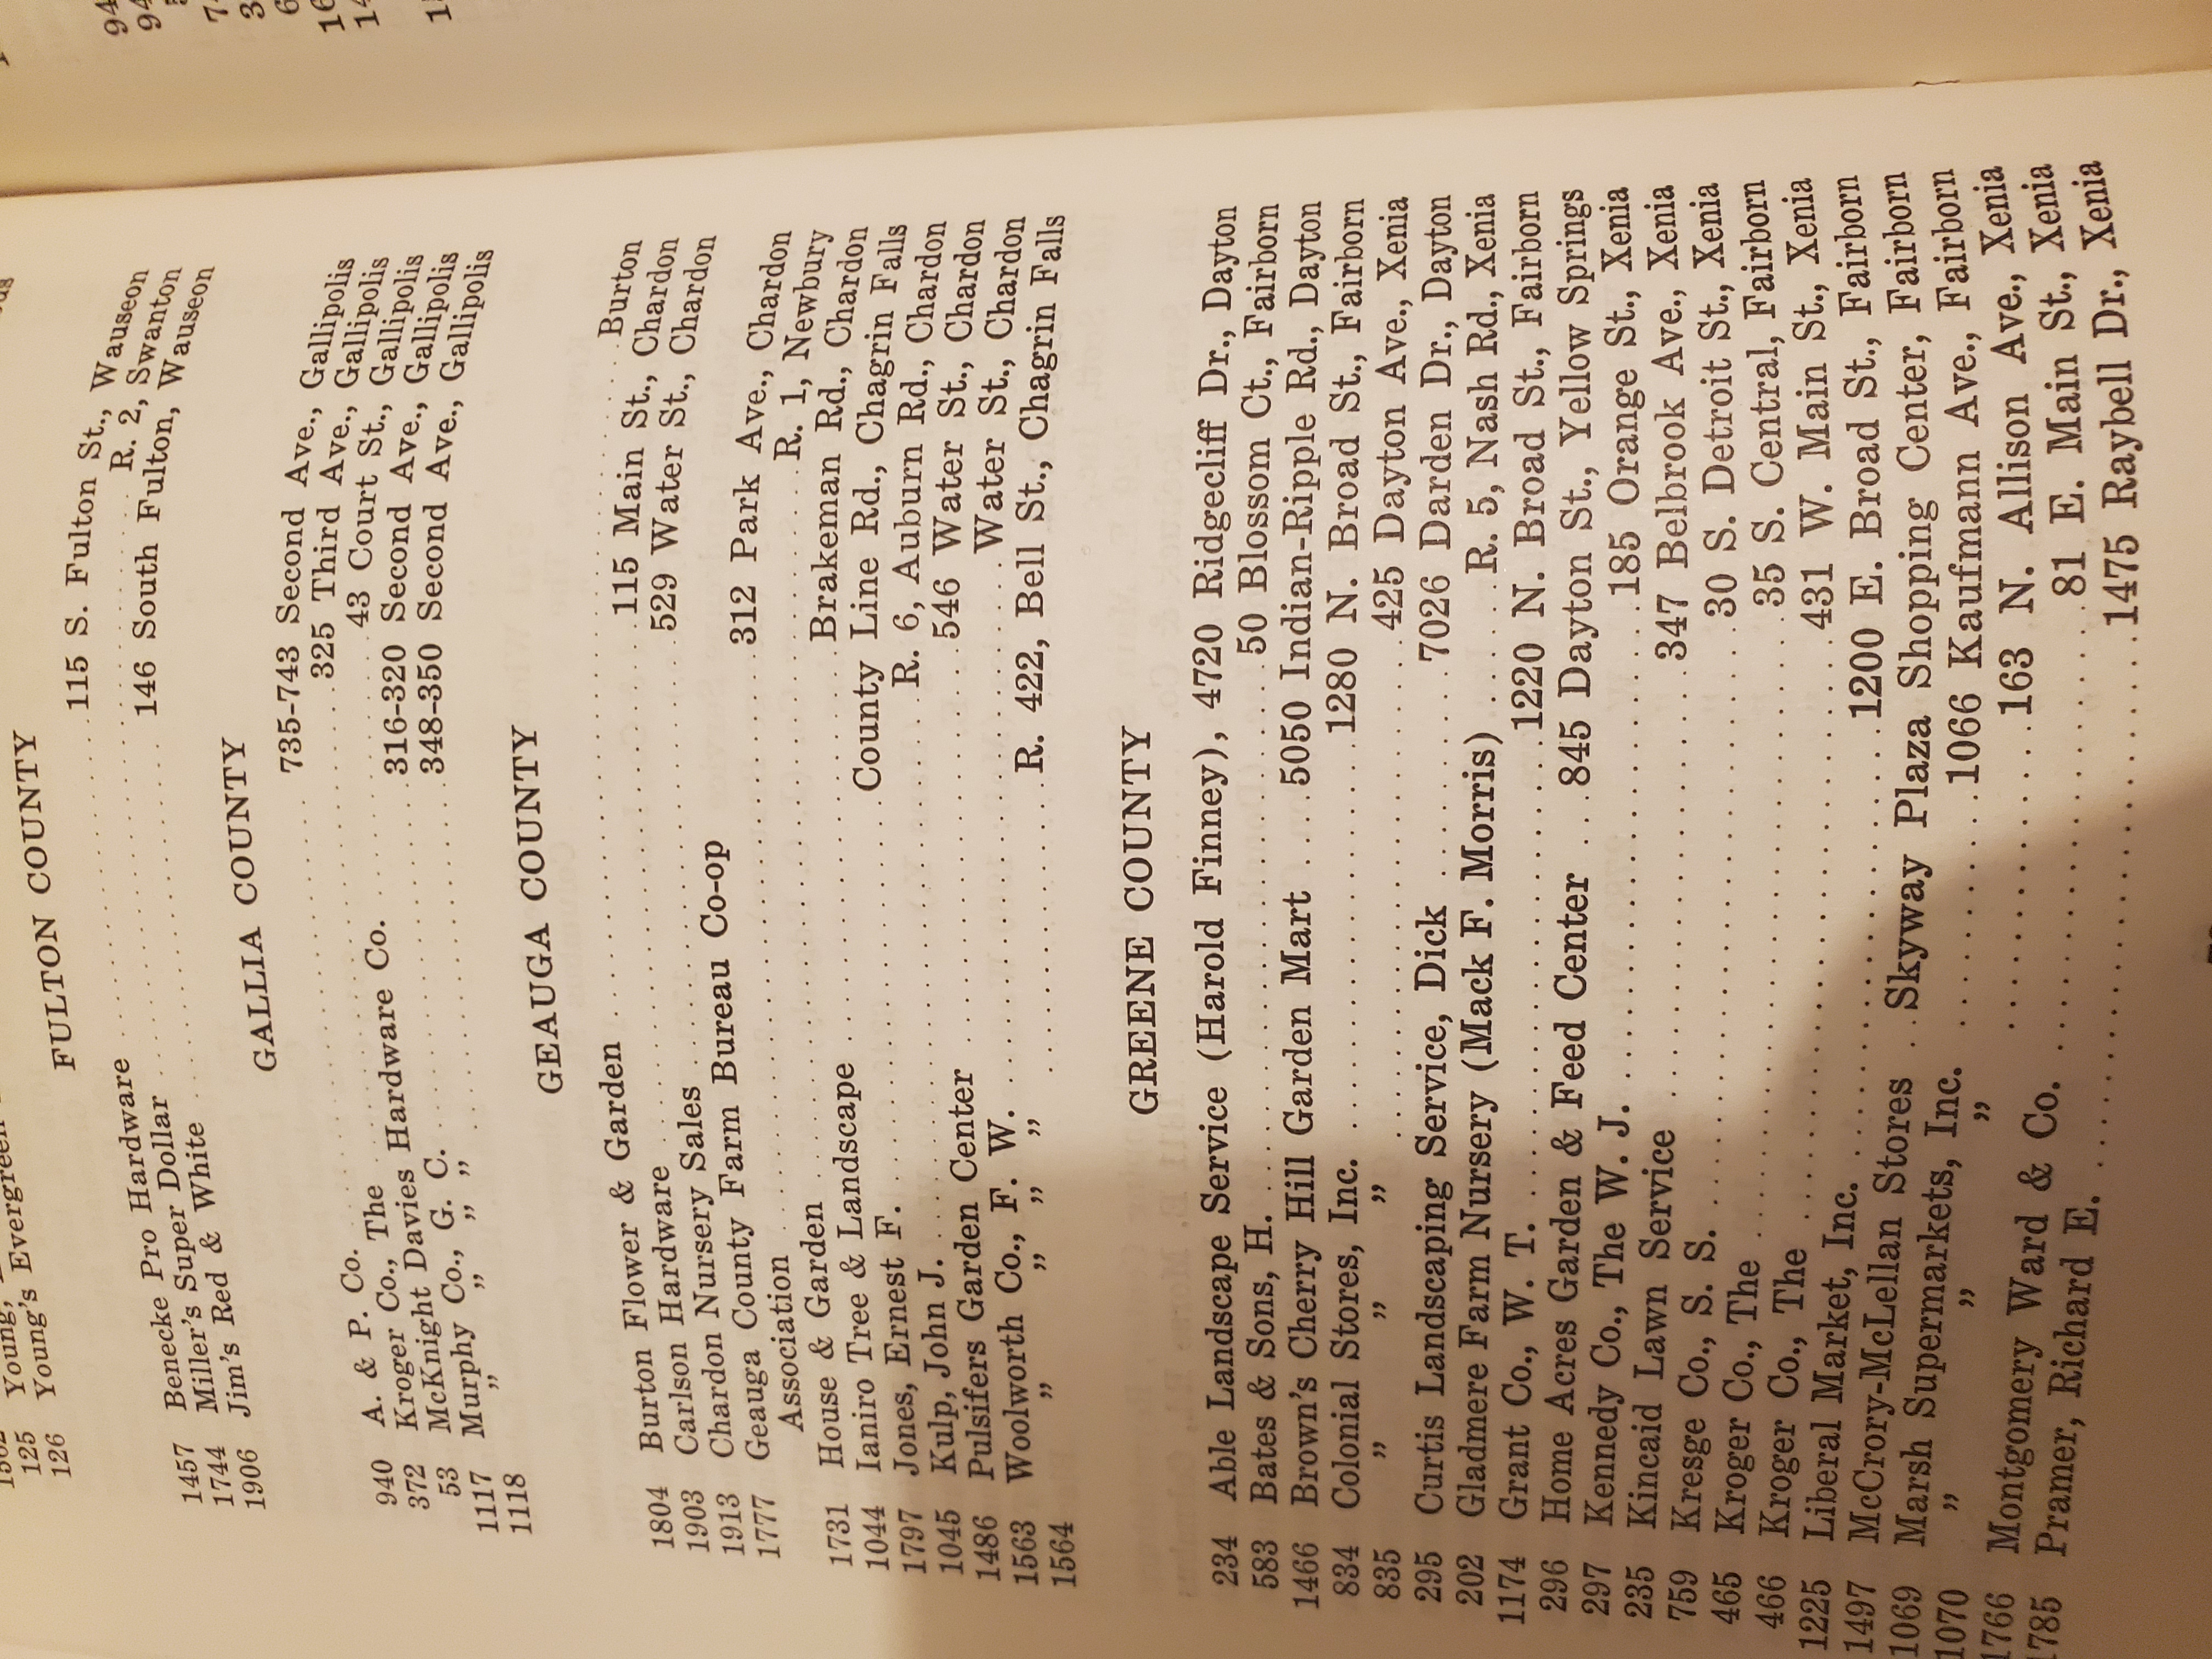 125 Young,
126 Young's Evergreen
FULTON COUNTY
1457 Benecke Pro Hardware ..... 115 S. Fulton St., Wauseon
1744 Miller's Super Dollar ..... R. 2, Swanton
1906 Jim's Red & White ..... 146 South Fulton, Wauseon
GALLIA COUNTY
940 A. & P. Co. ..... 735-743 Second Ave., Gallipolis
372 Kroger Co., The ..... 325 Third Ave., Gallipolis
53 McKnight Davies Hardware Co. ..... 43 Court St., Gallipolis
1117 Murphy Co., G. C. ..... 316-320 Second Ave., Gallipolis
1118 " " " " ..... 348-350 Second Ave., Gallipolis
GEAUGA COUNTY
1804 Burton Flower & Garden ..... Burton
1903 Carlson Hardware ..... 115 Main St., Chardon
1913 Chardon Nursery Sales ..... 529 Water St., Chardon
1777 Geauga County Farm Bureau Co-op
Association ..... 312 Park Ave., Chardon
1731 House & Garden ..... R. 1, Newbury
1044 Ianiro Tree & Landscape ..... Brakeman Rd., Chardon
1797 Jones, Ernest F. ..... County Line Rd., Chagrin Falls
1045 Kulp, John J. ..... R. 6, Auburn Rd., Chardon
1486 Pulsifers Garden Center ..... 546 Water St., Chardon
1563 Woolworth Co., F. W. ..... Water St., Chardon
1564 " " " " ..... R. 422, Bell St., Chagrin Falls
GREENE COUNTY
234 Able Landscape Service (Harold Finney), 4720 Ridgecliff Dr., Dayton
583 Bates & Sons, H. ..... 50 Blossom Ct., Fairborn
1466 Brown's Cherry Hill Garden Mart ... 5050 Indian-Ripple Rd., Dayton
834 Colonial Stores, Inc. ..... 1280 N. Broad St., Fairborn
835 " " " ..... 425 Dayton Ave., Xenia
295 Curtis Landscaping Service, Dick ..... 7026 Darden Dr., Dayton
202 Gladmere Farm Nursery (Mack F. Morris) .... R. 5, Nash Rd., Xenia
1174 Grant Co., W. T. ..... 1220 N. Broad St., Fairborn
296 Home Acres Garden & Feed Center .. 845 Dayton St., Yellow Springs
297 Kennedy Co., The W. J. ..... 185 Orange St., Xenia
235 Kincaid Lawn Service ..... 347 Belbrook Ave., Xenia
759 Kresge Co., S. S. ..... 30 S. Detroit St., Xenia
465 Kroger Co., The ..... 35 S. Central, Fairborn
466 Kroger Co., The ..... 431 W. Main St., Xenia
1225 Liberal Market, Inc. ..... 1200 E. Broad St., Fairborn
1497 McCrory-McLellan Stores .. Skyway Plaza Shopping Center, Fairborn
1069 Marsh Supermarkets, Inc. ..... 1066 Kaufmann Ave., Fairborn
1070 " " " ..... 163 N. Allison Ave., Xenia
1766 Montgomery Ward & Co. ..... 81 E. Main St., Xenia
1785 Pramer, Richard E. ..... 1475 Raybell Dr., Xenia